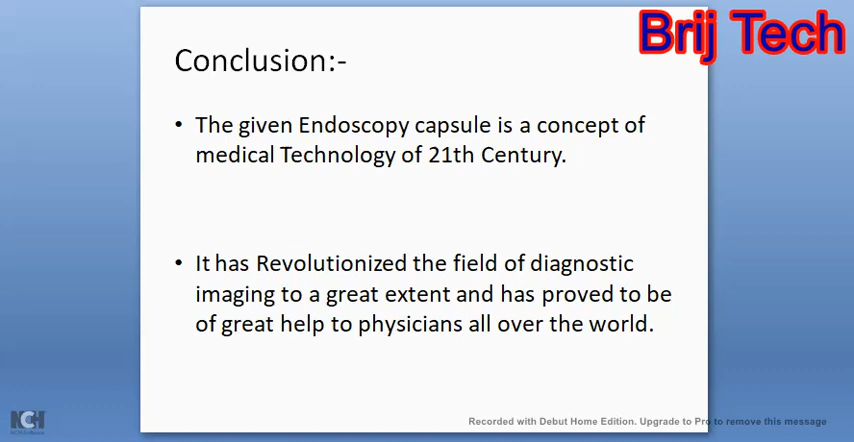 Brij Tech
Conclusion:-
• The given Endoscopy capsule is a concept of
medical Technology of 21th Century.
• It has Revolutionized the field of diagnostic
imaging to a great extent and has proved to be
of great help to physicians all over the world.
NCH
Recorded with Debut Home Edition. Upgrade to Pro to remove this message